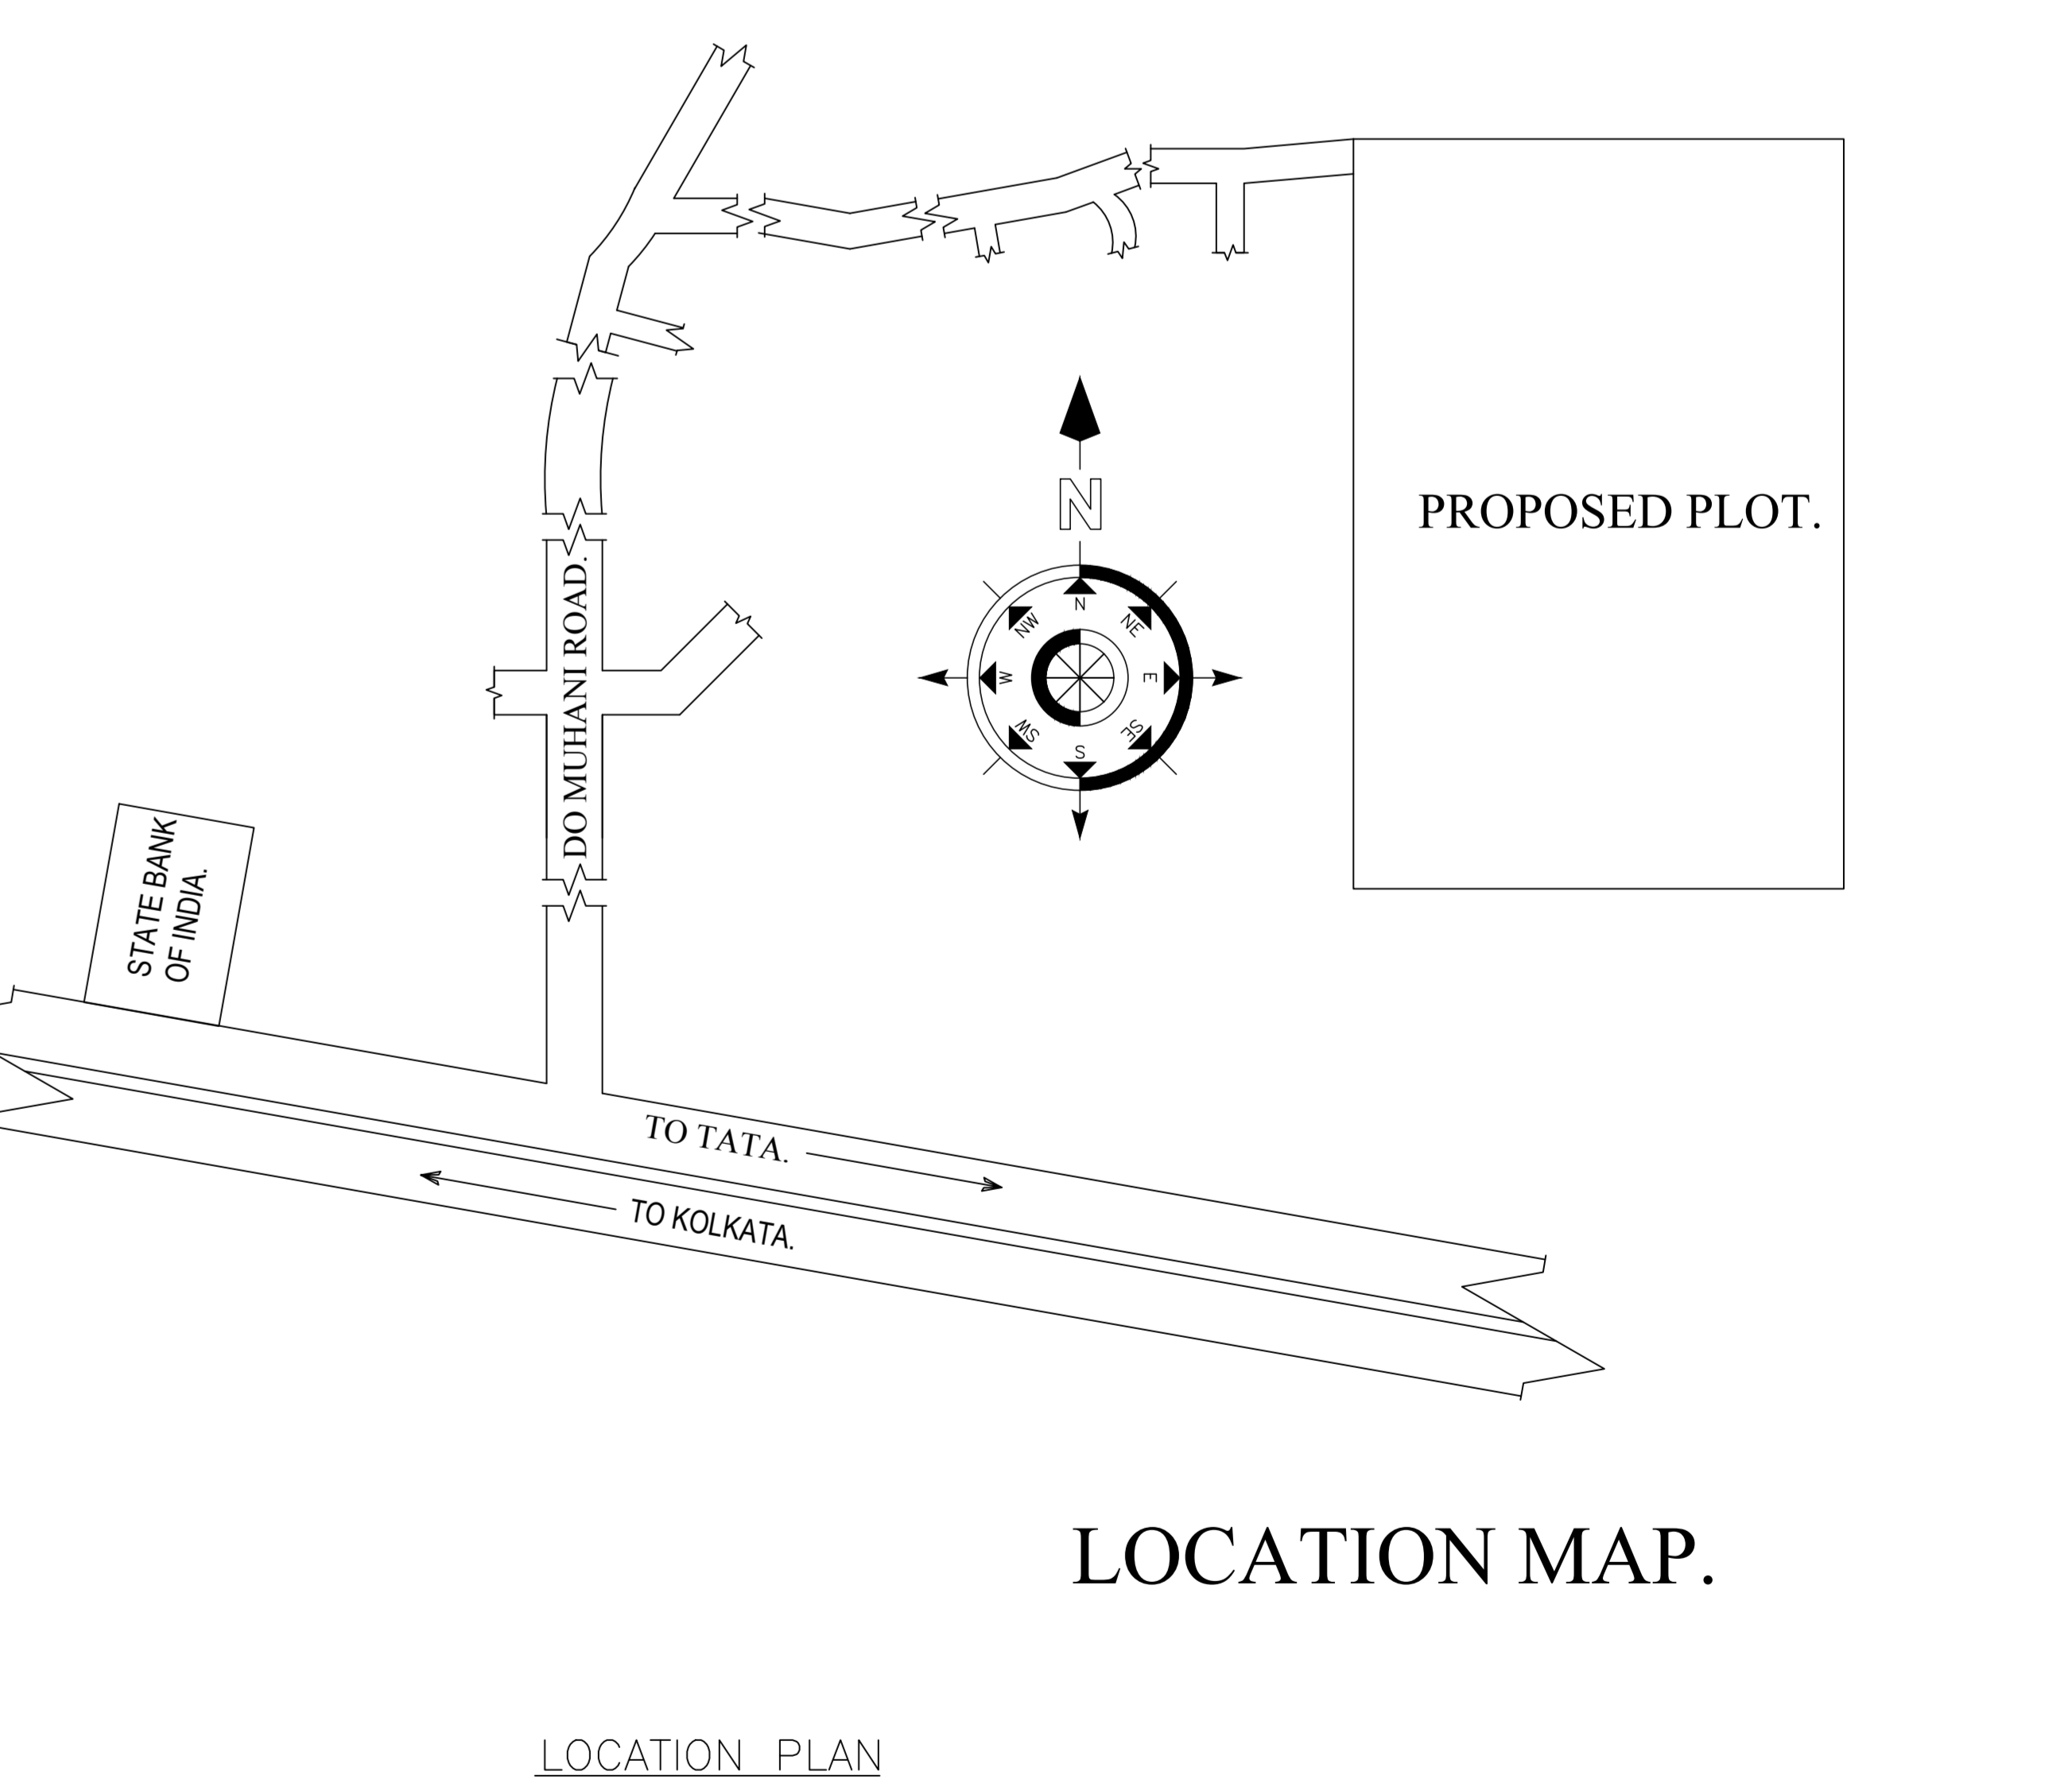 PROPOSED PLOT.
N
N
NE
E
SE
S
SW
W
NW
DO MUHANI ROAD.
STATE BANK
OF INDIA.
TO TATA.
TO KOLKATA.
LOCATION MAP.
LOCATION PLAN